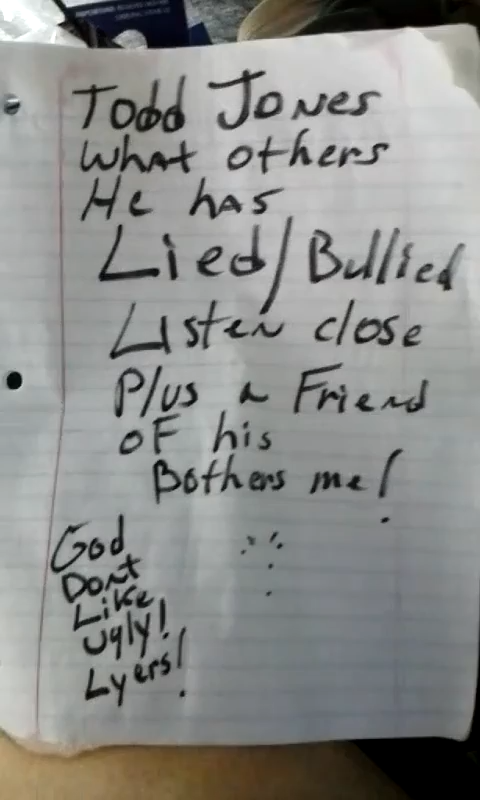 Todd Jones
What others
He has
Lied/Bullied
Listen close
Plus a Friend
OF his
Bothers me!
God
Dont
Like
Ugly!
Lyers!